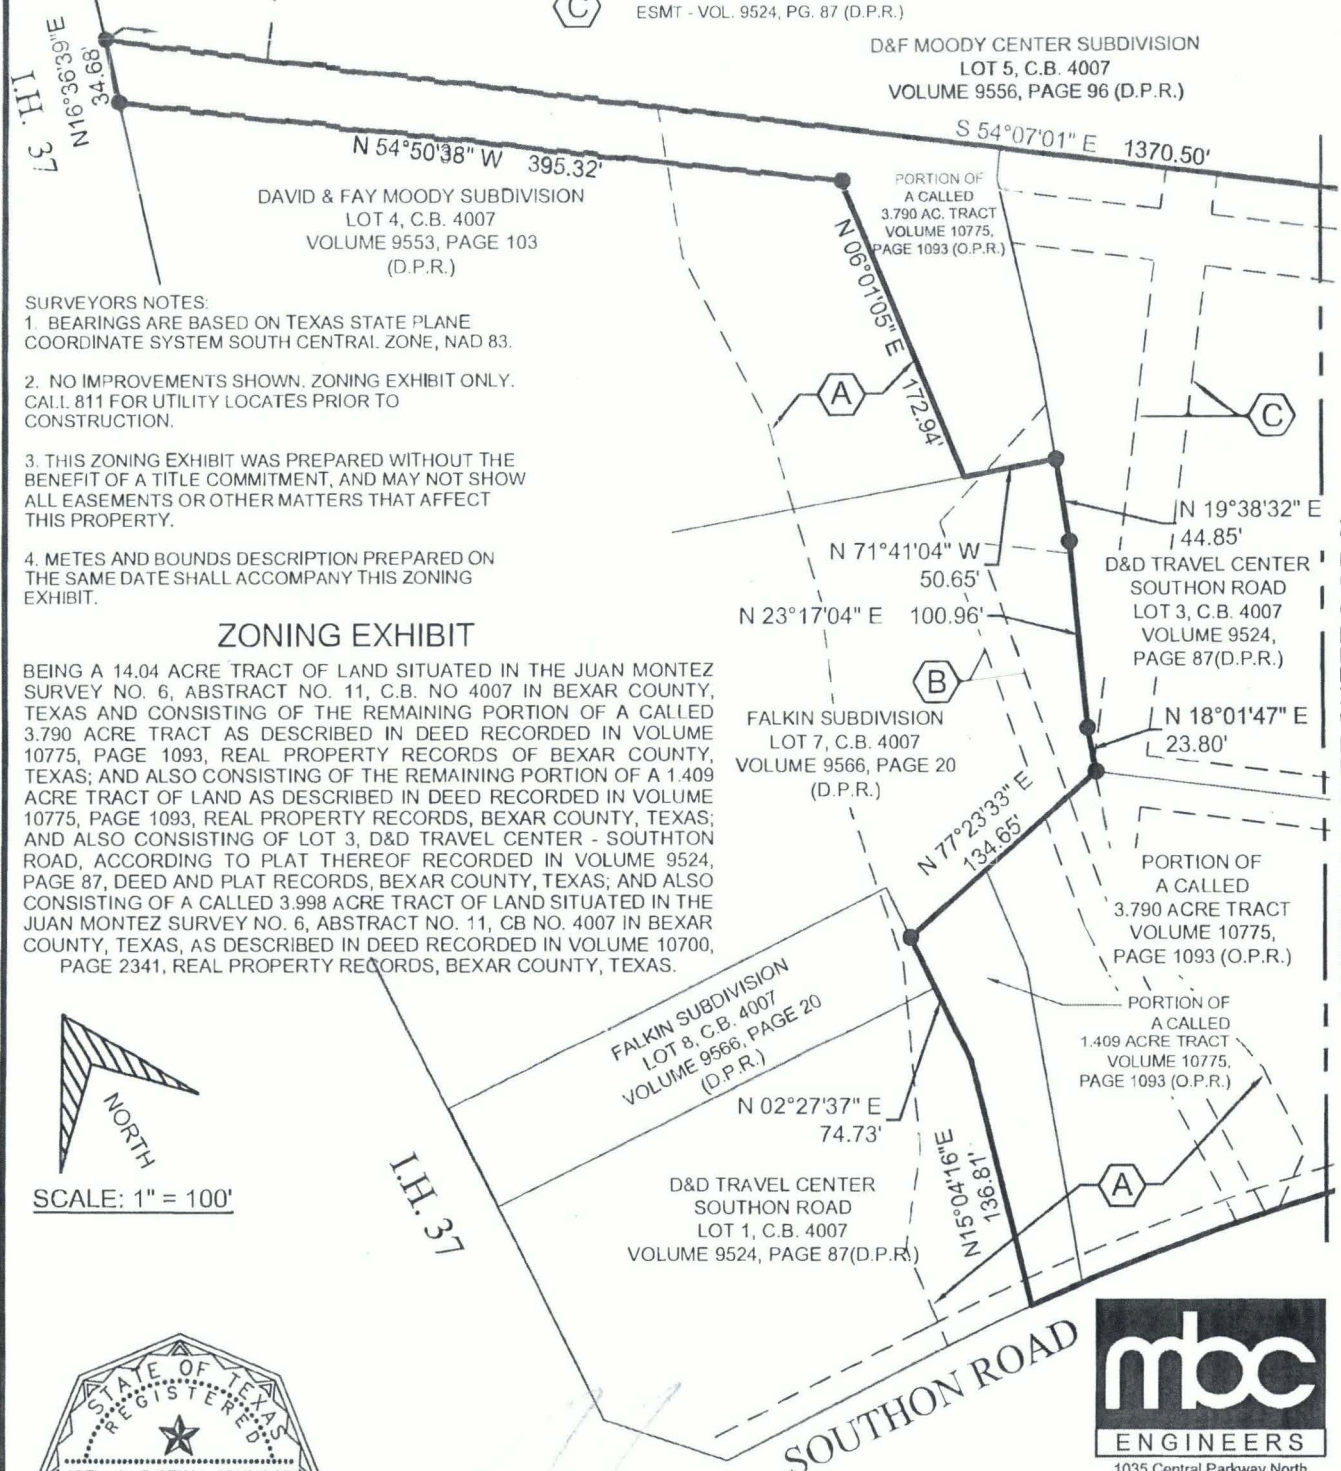 ESMT - VOL. 9524, PG. 87 (D.P.R.)
C
D&F MOODY CENTER SUBDIVISION
LOT 5, C.B. 4007
VOLUME 9556, PAGE 96 (D.P.R.)
N16°36'39"E
34.68'
I.H. 37
S 54°07'01" E 1370.50'
N 54°50'38" W 395.32'
DAVID & FAY MOODY SUBDIVISION
LOT 4, C.B. 4007
VOLUME 9553, PAGE 103
(D.P.R.)
PORTION OF
A CALLED
3.790 AC. TRACT
VOLUME 10775,
PAGE 1093 (O.P.R.)
N 06°01'05" E
172.94'
A
C
SURVEYORS NOTES:
1. BEARINGS ARE BASED ON TEXAS STATE PLANE
COORDINATE SYSTEM SOUTH CENTRAL ZONE, NAD 83.
2. NO IMPROVEMENTS SHOWN. ZONING EXHIBIT ONLY.
CALL 811 FOR UTILITY LOCATES PRIOR TO
CONSTRUCTION.
3. THIS ZONING EXHIBIT WAS PREPARED WITHOUT THE
BENEFIT OF A TITLE COMMITMENT, AND MAY NOT SHOW
ALL EASEMENTS OR OTHER MATTERS THAT AFFECT
THIS PROPERTY.
4. METES AND BOUNDS DESCRIPTION PREPARED ON
THE SAME DATE SHALL ACCOMPANY THIS ZONING
EXHIBIT.
N 19°38'32" E
44.85'
N 71°41'04" W
50.65'
N 23°17'04" E 100.96'
D&D TRAVEL CENTER
SOUTHON ROAD
LOT 3, C.B. 4007
VOLUME 9524,
PAGE 87(D.P.R.)
B
N 18°01'47" E
23.80'
FALKIN SUBDIVISION
LOT 7, C.B. 4007
VOLUME 9566, PAGE 20
(D.P.R.)
ZONING EXHIBIT
BEING A 14.04 ACRE TRACT OF LAND SITUATED IN THE JUAN MONTEZ
SURVEY NO. 6, ABSTRACT NO. 11, C.B. NO 4007 IN BEXAR COUNTY,
TEXAS AND CONSISTING OF THE REMAINING PORTION OF A CALLED
3.790 ACRE TRACT AS DESCRIBED IN DEED RECORDED IN VOLUME
10775, PAGE 1093, REAL PROPERTY RECORDS OF BEXAR COUNTY,
TEXAS; AND ALSO CONSISTING OF THE REMAINING PORTION OF A 1.409
ACRE TRACT OF LAND AS DESCRIBED IN DEED RECORDED IN VOLUME
10775, PAGE 1093, REAL PROPERTY RECORDS, BEXAR COUNTY, TEXAS;
AND ALSO CONSISTING OF LOT 3, D&D TRAVEL CENTER - SOUTHTON
ROAD, ACCORDING TO PLAT THEREOF RECORDED IN VOLUME 9524,
PAGE 87, DEED AND PLAT RECORDS, BEXAR COUNTY, TEXAS; AND ALSO
CONSISTING OF A CALLED 3.998 ACRE TRACT OF LAND SITUATED IN THE
JUAN MONTEZ SURVEY NO. 6, ABSTRACT NO. 11, CB NO. 4007 IN BEXAR
COUNTY, TEXAS, AS DESCRIBED IN DEED RECORDED IN VOLUME 10700,
PAGE 2341, REAL PROPERTY RECORDS, BEXAR COUNTY, TEXAS.
N 77°23'33" E
134.65'
PORTION OF
A CALLED
3.790 ACRE TRACT
VOLUME 10775,
PAGE 1093 (O.P.R.)
PORTION OF
A CALLED
1.409 ACRE TRACT
VOLUME 10775,
PAGE 1093 (O.P.R.)
FALKIN SUBDIVISION
LOT 8, C.B. 4007
VOLUME 9566, PAGE 20
(D.P.R.)
N 02°27'37" E
74.73'
N15°04'16"E
136.81'
A
NORTH
SCALE: 1" = 100'
I.H. 37
D&D TRAVEL CENTER
SOUTHON ROAD
LOT 1, C.B. 4007
VOLUME 9524, PAGE 87(D.P.R.)
SOUTHON ROAD
STATE OF TEXAS
REGISTERED
mbc
ENGINEERS
1035 Central Parkway North